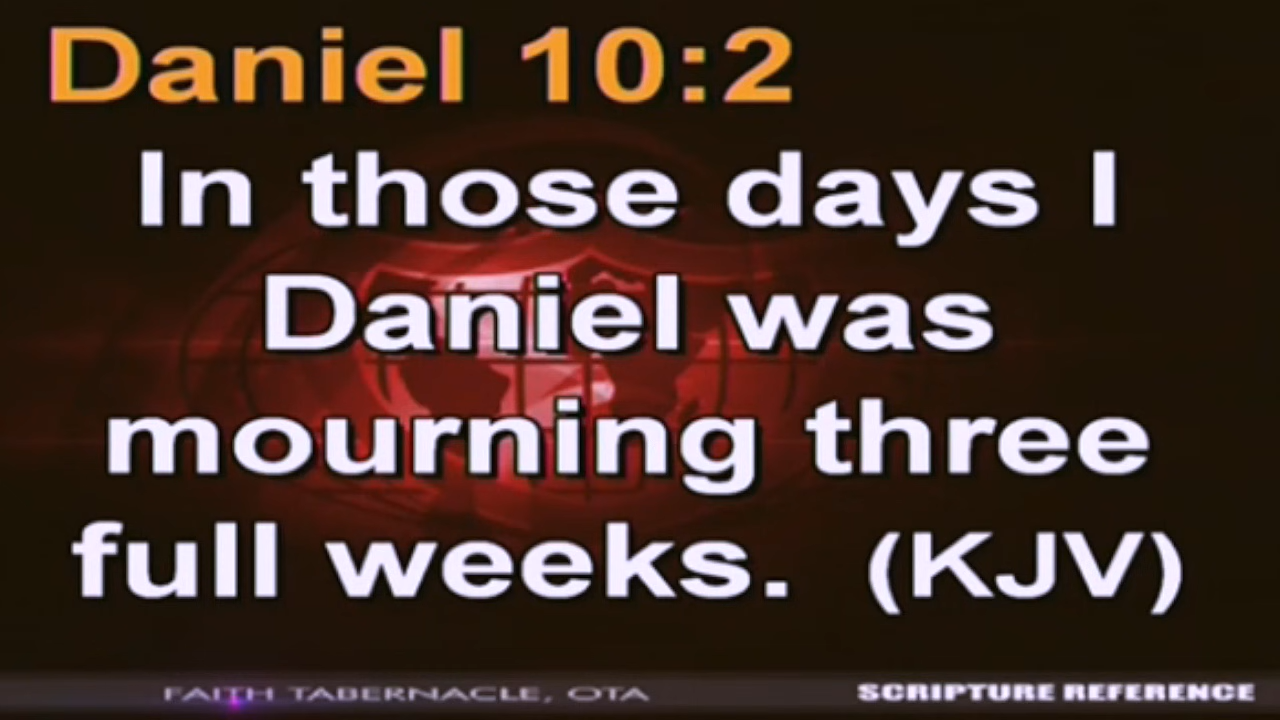 Daniel 10:2
In those days I
Daniel was
mourning three
full weeks. (KJV)
FAITH TABERNACLE, OTA
SCRIPTURE REFERENCE